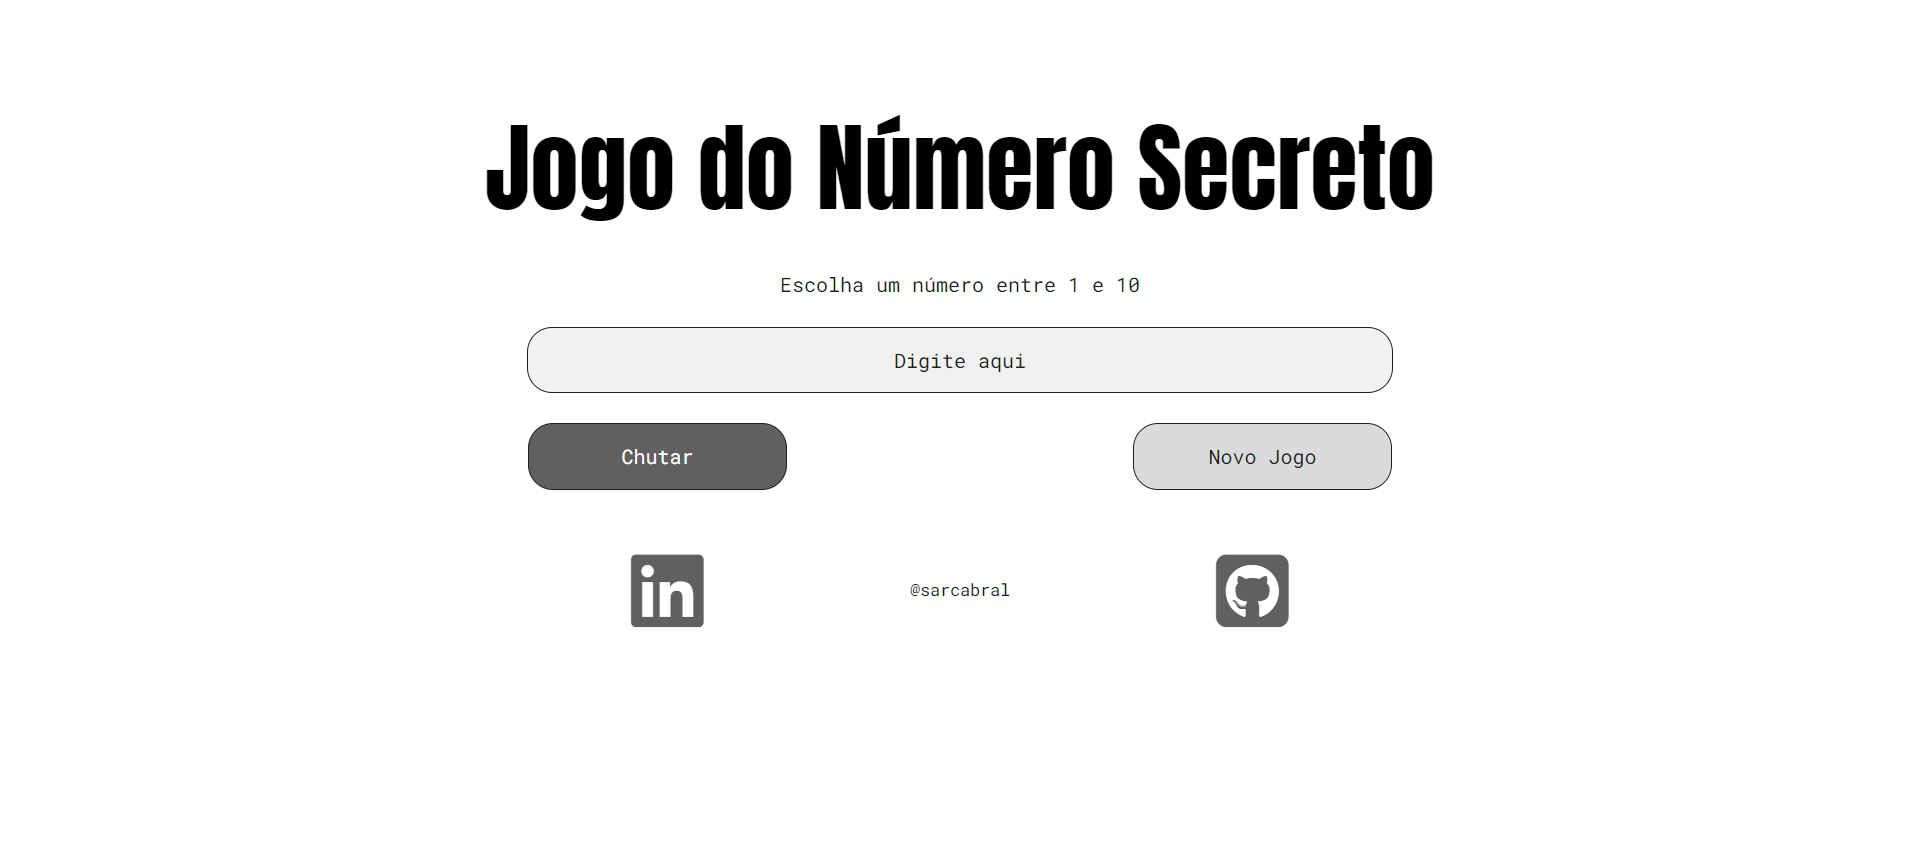 Jogo do Número Secreto
Escolha um número entre 1 e 10
Digite aqui
Chutar
Novo Jogo
in
@sarcabral